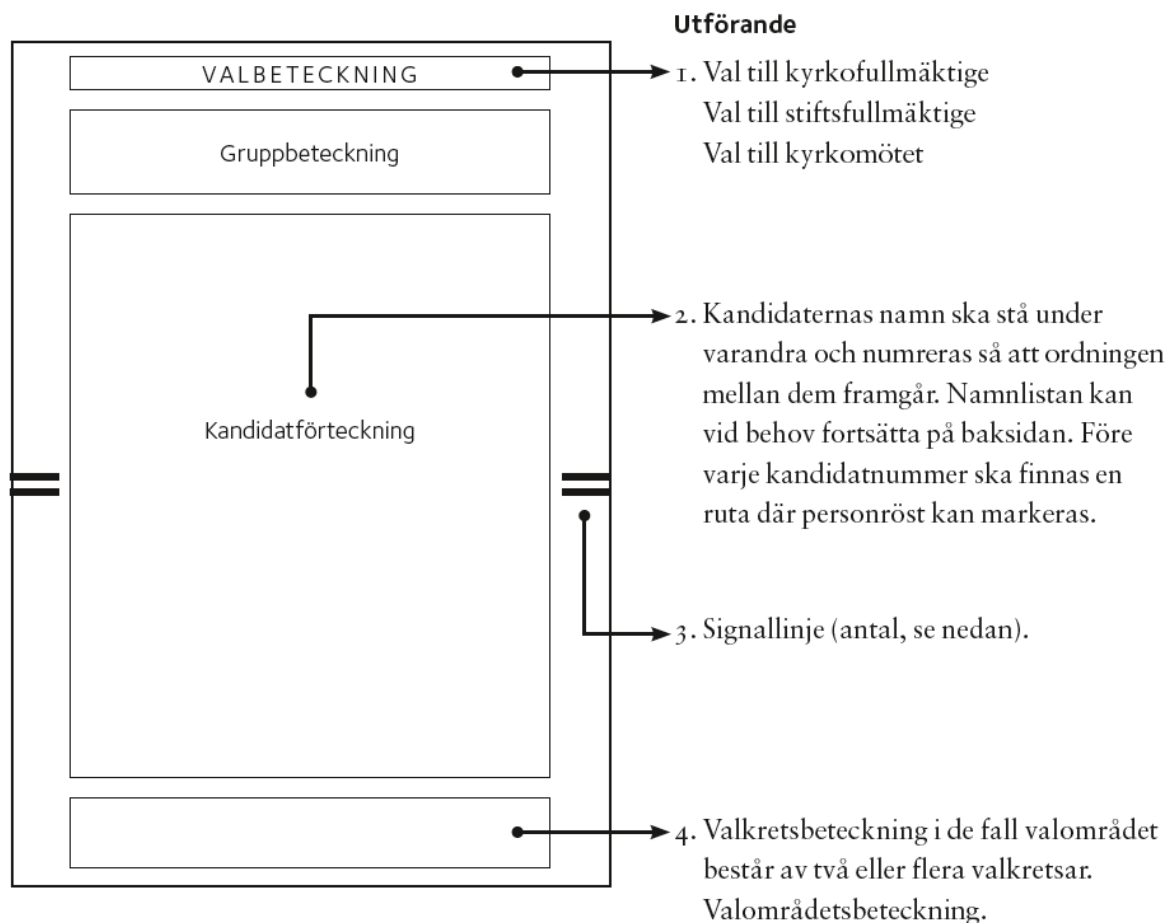 Utförande
VALBETECKNING
Gruppbeteckning
Kandidatförteckning
1. Val till kyrkofullmäktige
Val till stiftsfullmäktige
Val till kyrkomötet
2. Kandidaternas namn ska stå under
varandra och numreras så att ordningen
mellan dem framgår. Namnlistan kan
vid behov fortsätta på baksidan. Före
varje kandidatnummer ska finnas en
ruta där personröst kan markeras.
3. Signallinje (antal, se nedan).
4. Valkretsbeteckning i de fall valområdet
består av två eller flera valkretsar.
Valområdetsbeteckning.